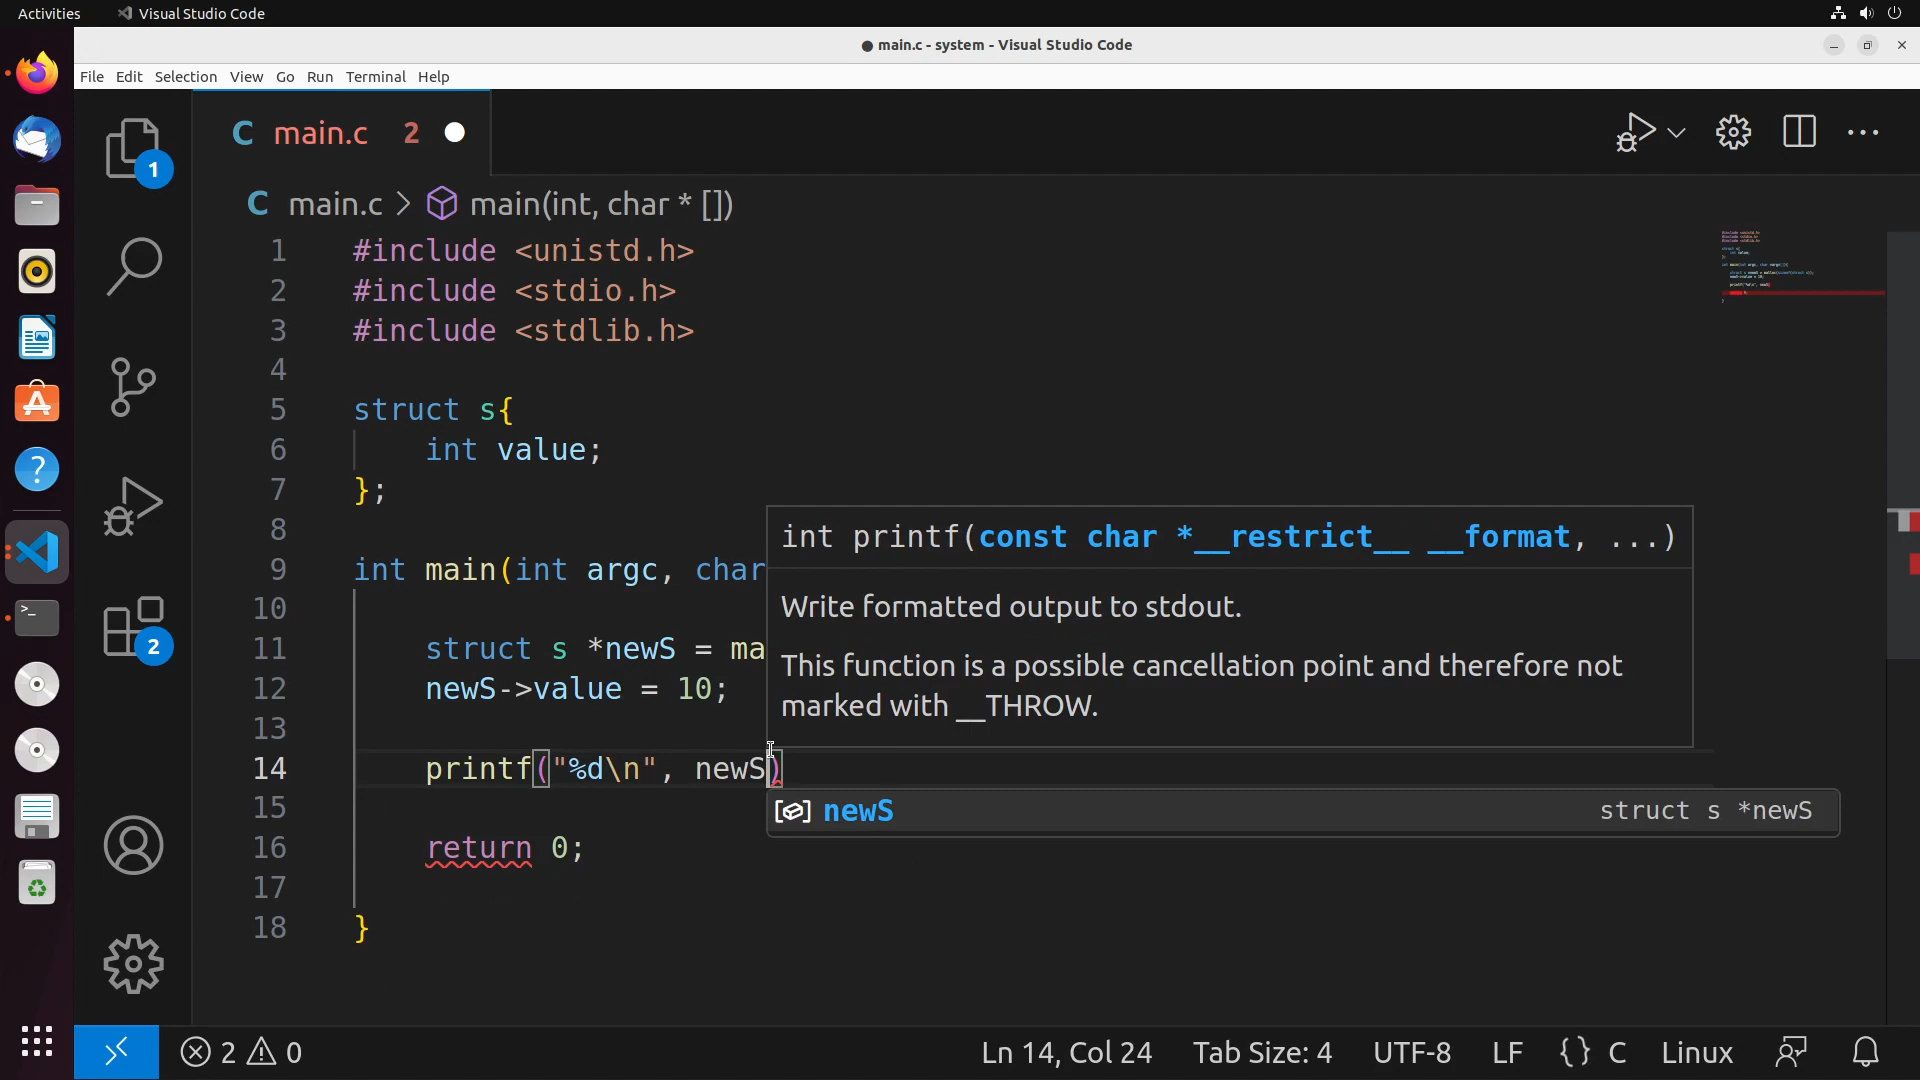 Activities
Visual Studio Code
● main.c - system - Visual Studio Code
File Edit Selection View Go Run Terminal Help
C main.c 2
C main.c > main(int, char * [])
1 #include <unistd.h>
2 #include <stdio.h>
3 #include <stdlib.h>
4
5 struct s{
6 int value;
7 };
8
9 int main(int argc, char
10
11 struct s *newS = ma
12 newS->value = 10;
13
14 printf("%d\n", newS)
15
16 return 0;
17
18 }
int printf(const char *__restrict__ __format, ...)
Write formatted output to stdout.
This function is a possible cancellation point and therefore not
marked with __THROW.
newS struct s *newS
1
2
2 0
Ln 14, Col 24 Tab Size: 4 UTF-8 LF {} C Linux